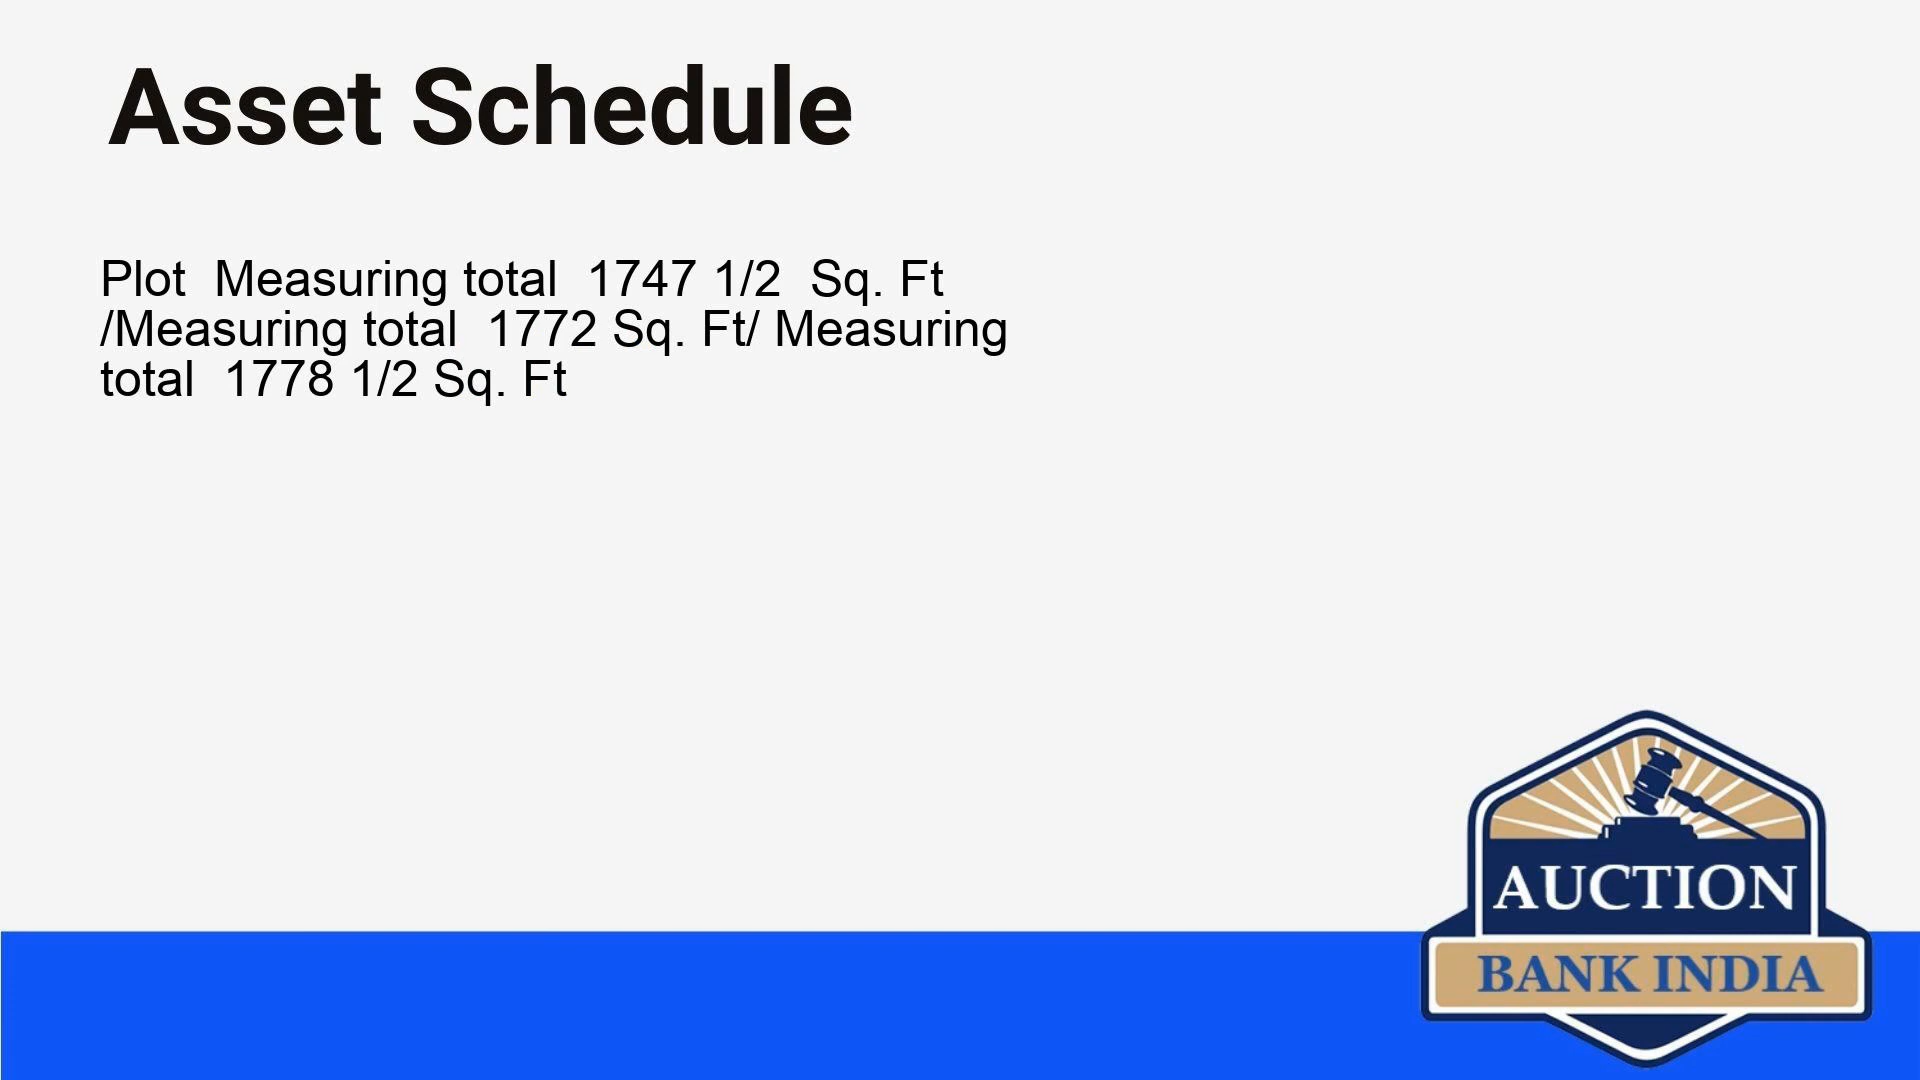 Asset Schedule
Plot  Measuring total  1747 1/2  Sq. Ft
/Measuring total  1772 Sq. Ft/ Measuring
total  1778 1/2 Sq. Ft
AUCTION
BANK INDIA